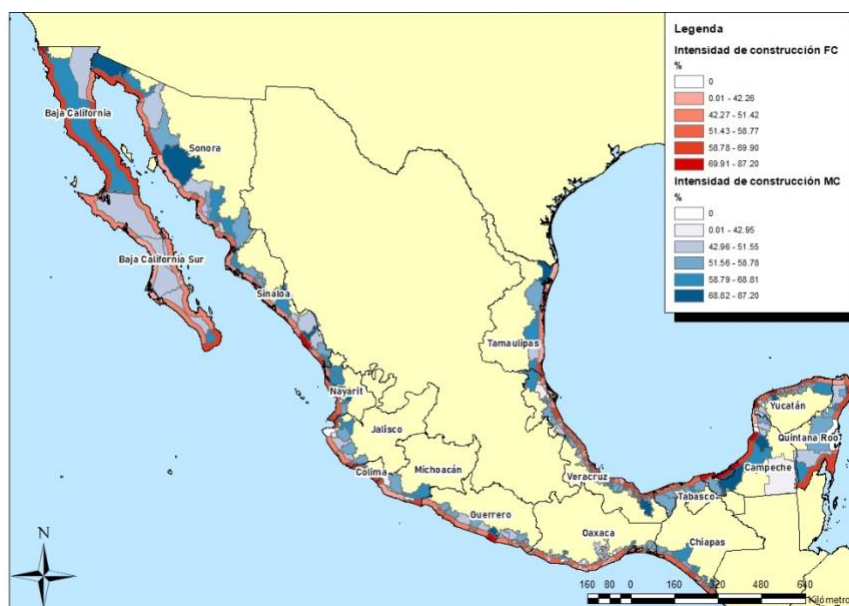 Legenda
Intensidad de construcción FC
%
0
0.01 - 42.26
42.27 - 51.42
51.43 - 58.77
58.78 - 69.90
69.91 - 87.20
Intensidad de construcción MC
%
0
0.01 - 42.95
42.96 - 51.55
51.56 - 58.78
58.79 - 68.81
68.82 - 87.20
Baja California
Sonora
Baja California Sur
Sinaloa
Tamaulipas
Nayarit
Yucatán
Jalisco
Quintana Roo
Colima
Michoacán
Veracruz
Campeche
Tabasco
Guerrero
Oaxaca
Chiapas
N
160 80 0 160 320 480 640
Kilómetro